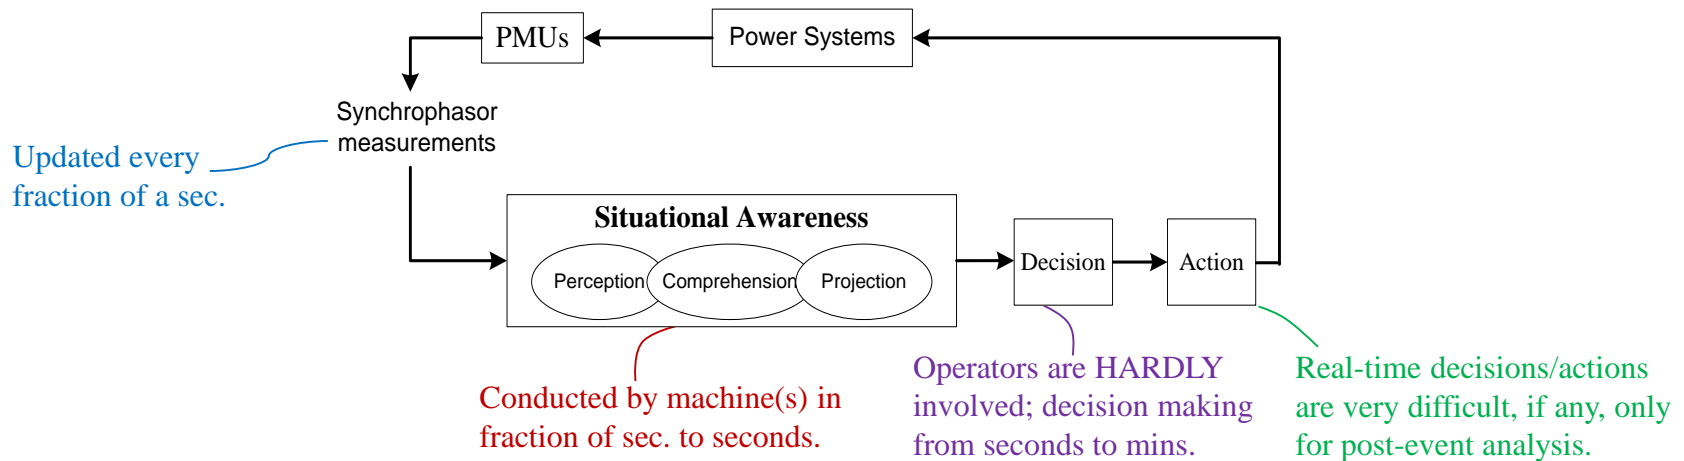 PMUs
Power Systems
Synchrophasor
measurements
Updated every
fraction of a sec.
Situational Awareness
Perception
Comprehension
Projection
Decision
Action
Conducted by machine(s) in
fraction of sec. to seconds.
Operators are HARDLY
involved; decision making
from seconds to mins.
Real-time decisions/actions
are very difficult, if any, only
for post-event analysis.